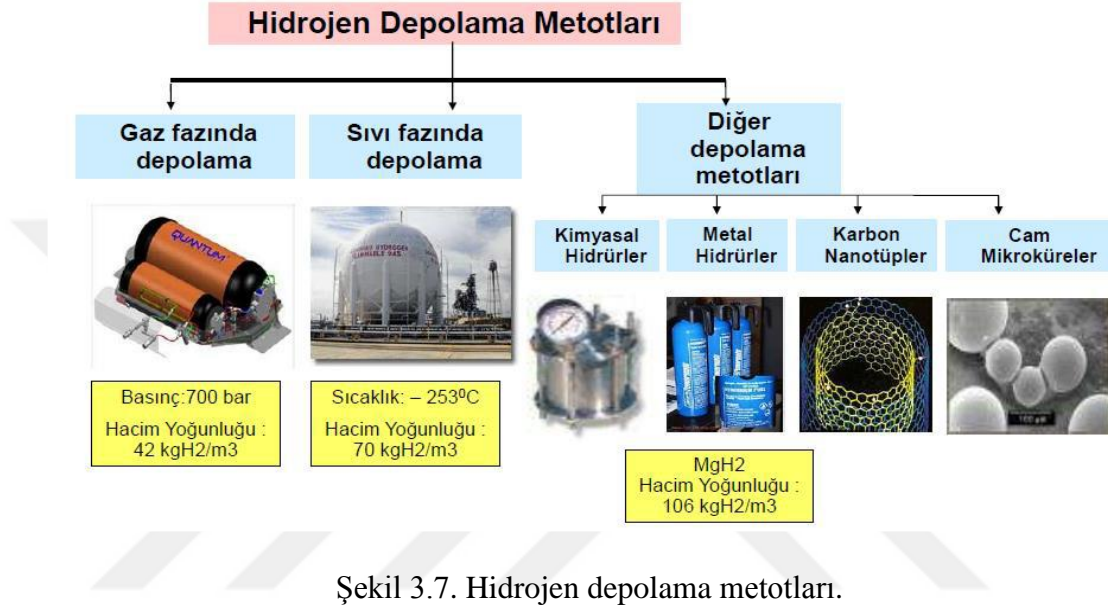 Hidrojen Depolama Metotları
Gaz fazında
depolama
Sıvı fazında
depolama
Diğer
depolama
metotları
Kimyasal
Hidrürler
Metal
Hidrürler
Karbon
Nanotüpler
Cam
Mikroküreler
QUANTUM
Basınç:700 bar
Hacim Yoğunluğu :
42 kgH2/m3
Sıcaklık: – 253⁰C
Hacim Yoğunluğu :
70 kgH2/m3
MgH2
Hacim Yoğunluğu :
106 kgH2/m3
Şekil 3.7. Hidrojen depolama metotları.